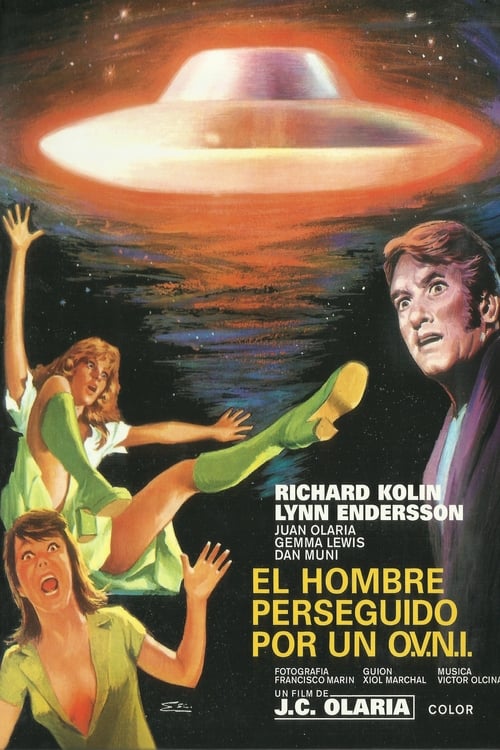 RICHARD KOLIN
LYNN ENDERSSON
JUAN OLARIA
GEMMA LEWIS
DAN MUNI
EL HOMBRE
PERSEGUIDO
POR UN O.V.N.I.
FOTOGRAFIA GUION MUSICA
FRANCISCO MARIN XIOL MARCHAL VICTOR OLCINA
UN FILM DE
J.C. OLARIA COLOR